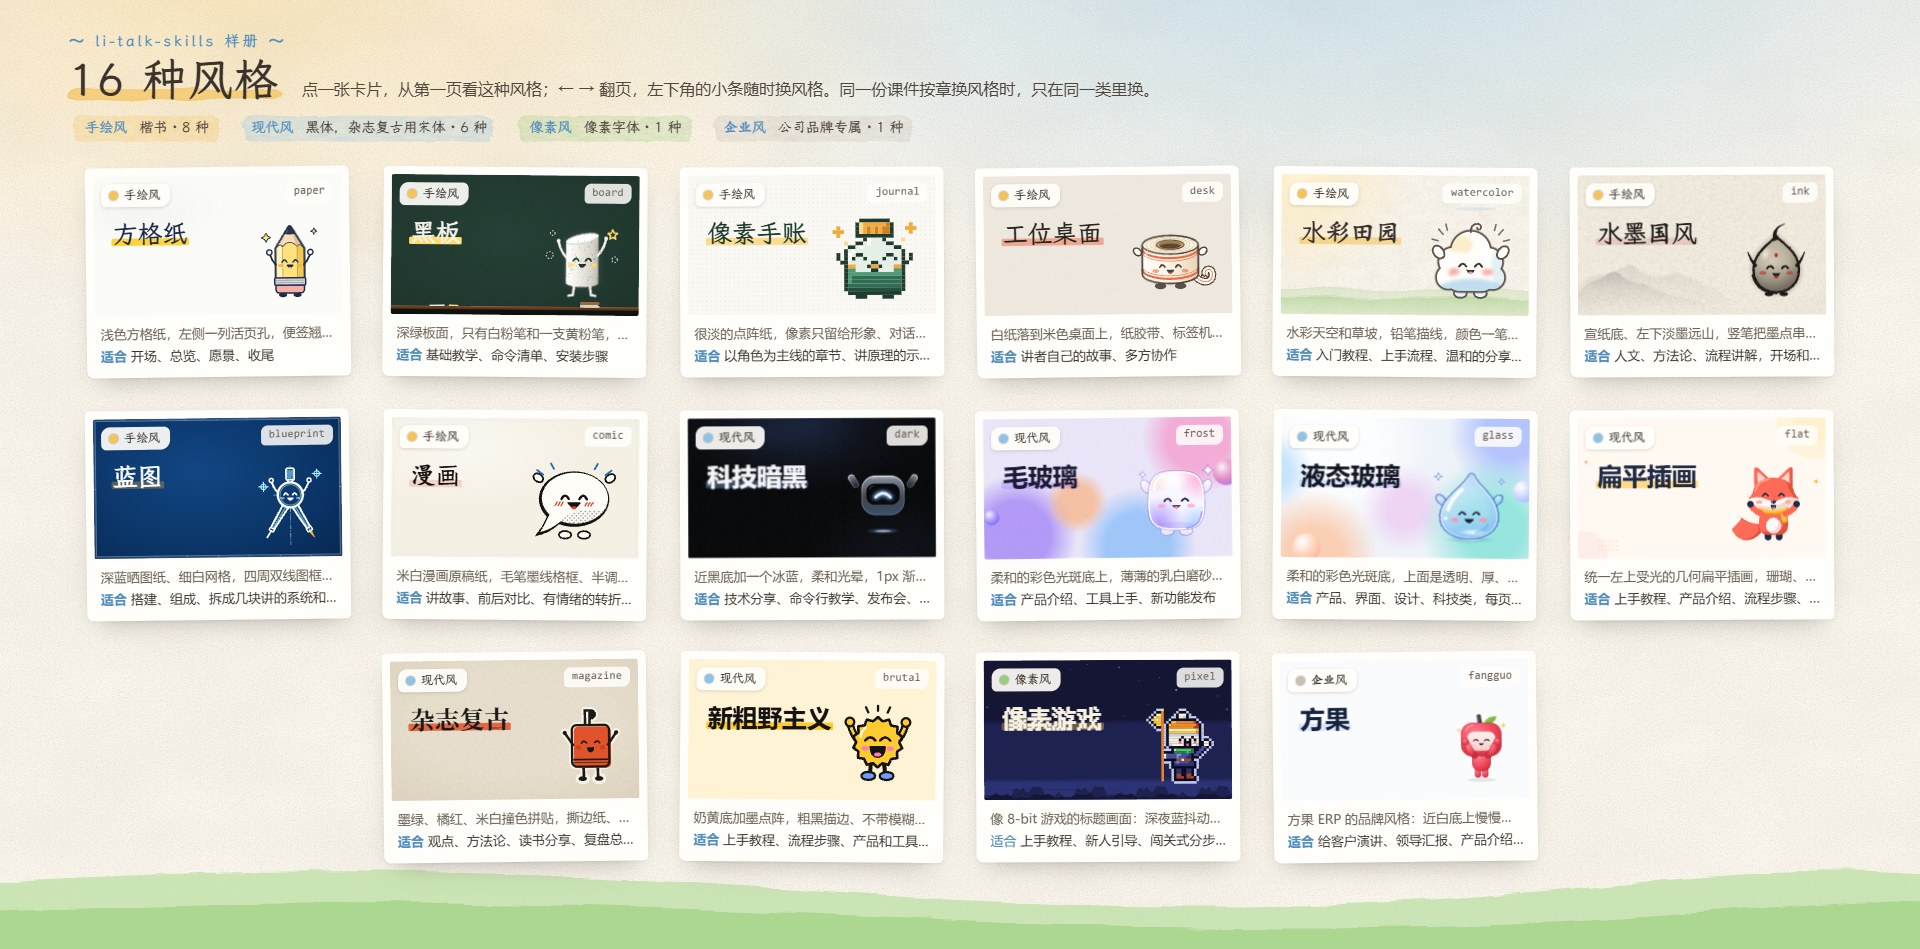 ～ li-talk-skills 样册 ～
16 种风格
点一张卡片，从第一页看这种风格；←→ 翻页，左下角的小条随时换风格。同一份课件按章换风格时，只在同一类里换。
手绘风 楷书·8 种
现代风 黑体，杂志复古用宋体·6 种
像素风 像素字体·1 种
企业风 公司品牌专属·1 种
手绘风 paper
方格纸
浅色方格纸，左侧一列活页孔，便签翘...
适合 开场、总览、愿景、收尾
手绘风 board
黑板
深绿板面，只有白粉笔和一支黄粉笔，...
适合 基础教学、命令清单、安装步骤
手绘风 journal
像素手账
很淡的点阵纸，像素只留给形象、对话...
适合 以角色为主线的章节、讲原理的示...
手绘风 desk
工位桌面
白纸落到米色桌面上，纸胶带、标签机...
适合 讲者自己的故事、多方协作
手绘风 watercolor
水彩田园
水彩天空和草坡，铅笔描线，颜色一笔...
适合 入门教程、上手流程、温和的分享...
手绘风 ink
水墨国风
宣纸底、左下淡墨远山，竖笔把墨点串...
适合 人文、方法论、流程讲解，开场和...
手绘风 blueprint
蓝图
深蓝晒图纸、细白网格，四周双线图框...
适合 搭建、组成、拆成几块讲的系统和...
手绘风 comic
漫画
米白漫画原稿纸，毛笔墨线格框、半调...
适合 讲故事、前后对比、有情绪的转折...
现代风 dark
科技暗黑
近黑底加一个冰蓝，柔和光晕，1px 渐...
适合 技术分享、命令行教学、发布会、...
现代风 frost
毛玻璃
柔和的彩色光斑底上，薄薄的乳白磨砂...
适合 产品介绍、工具上手、新功能发布
现代风 glass
液态玻璃
柔和的彩色光斑底，上面是透明、厚、...
适合 产品、界面、设计、科技类，每页...
现代风 flat
扁平插画
统一左上受光的几何扁平插画，珊瑚、...
适合 上手教程、产品介绍、流程步骤、...
现代风 magazine
杂志复古
墨绿、橘红、米白撞色拼贴，撕边纸、...
适合 观点、方法论、读书分享、复盘总...
现代风 brutal
新粗野主义
奶黄底加墨点阵，粗黑描边、不带模糊...
适合 上手教程、流程步骤、产品和工具...
像素风 pixel
像素游戏
像 8-bit 游戏的标题画面：深夜蓝抖动...
适合 上手教程、新人引导、闯关式分步...
企业风 fangguo
方果
方果 ERP 的品牌风格：近白底上慢慢...
适合 给客户演讲、领导汇报、产品介绍...